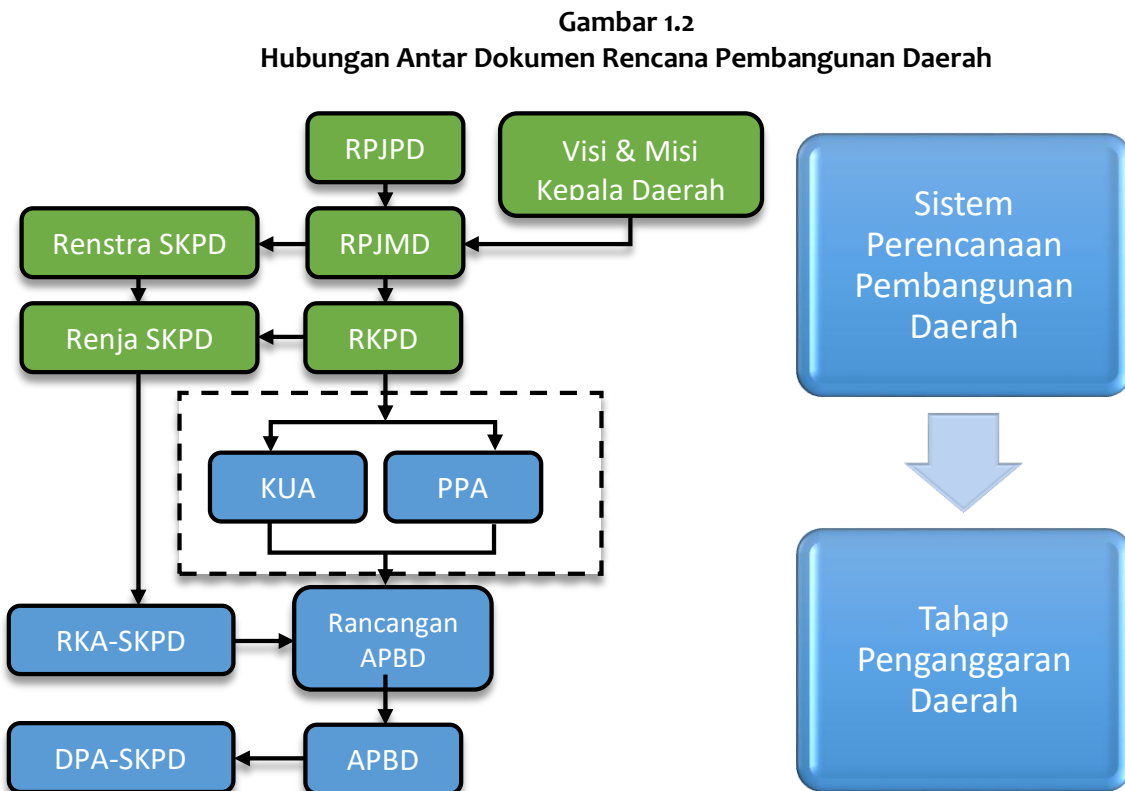 Gambar 1.2
Hubungan Antar Dokumen Rencana Pembangunan Daerah
RPJPD
Visi & Misi
Kepala Daerah
Renstra SKPD
RPJMD
Renja SKPD
RKPD
KUA
PPA
RKA-SKPD
Rancangan
APBD
DPA-SKPD
APBD
Sistem
Perencanaan
Pembangunan
Daerah
Tahap
Penganggaran
Daerah